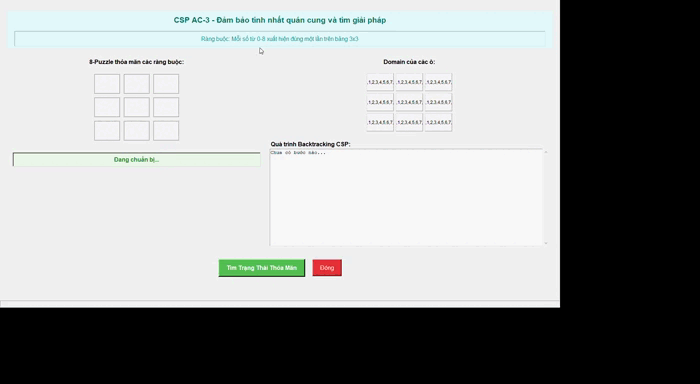 CSP AC-3 - Đảm bảo tính nhất quán cung và tìm giải pháp
Ràng buộc: Mỗi số từ 0-8 xuất hiện đúng một lần trên bảng 3x3
8-Puzzle thỏa mãn các ràng buộc:
Domain của các ô:
,1,2,3,4,5,6,7, ,1,2,3,4,5,6,7, ,1,2,3,4,5,6,7,
,1,2,3,4,5,6,7, ,1,2,3,4,5,6,7, ,1,2,3,4,5,6,7,
,1,2,3,4,5,6,7, ,1,2,3,4,5,6,7, ,1,2,3,4,5,6,7,
Đang chuẩn bị...
Quá trình Backtracking CSP:
Chưa có bước nào...
Tìm Trạng Thái Thỏa Mãn
Đóng